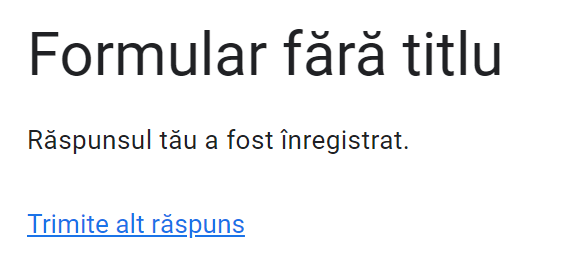 Formular fără titlu
Răspunsul tău a fost înregistrat.
Trimite alt răspuns